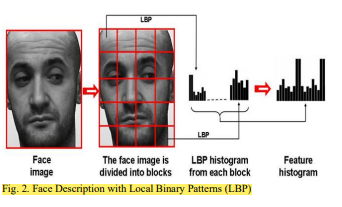 LBP
LBP
Face image
The face image is divided into blocks
LBP histogram from each block
Feature histogram
Fig. 2. Face Description with Local Binary Patterns (LBP)